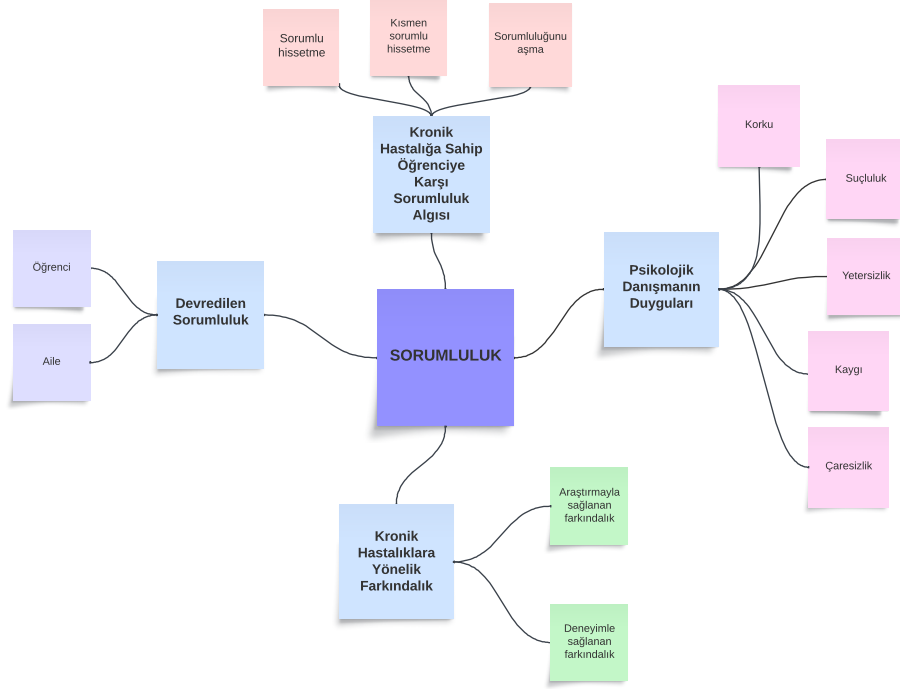 Sorumlu
hissetme
Kısmen
sorumlu
hissetme
Sorumluluğunu
aşma
Kronik
Hastalığa Sahip
Öğrenciye
Karşı
Sorumluluk
Algısı
Korku
Suçluluk
Yetersizlik
Kaygı
Çaresizlik
Psikolojik
Danışmanın
Duyguları
Öğrenci
Aile
Devredilen
Sorumluluk
SORUMLULUK
Kronik
Hastalıklara
Yönelik
Farkındalık
Araştırmayla
sağlanan
farkındalık
Deneyimle
sağlanan
farkındalık